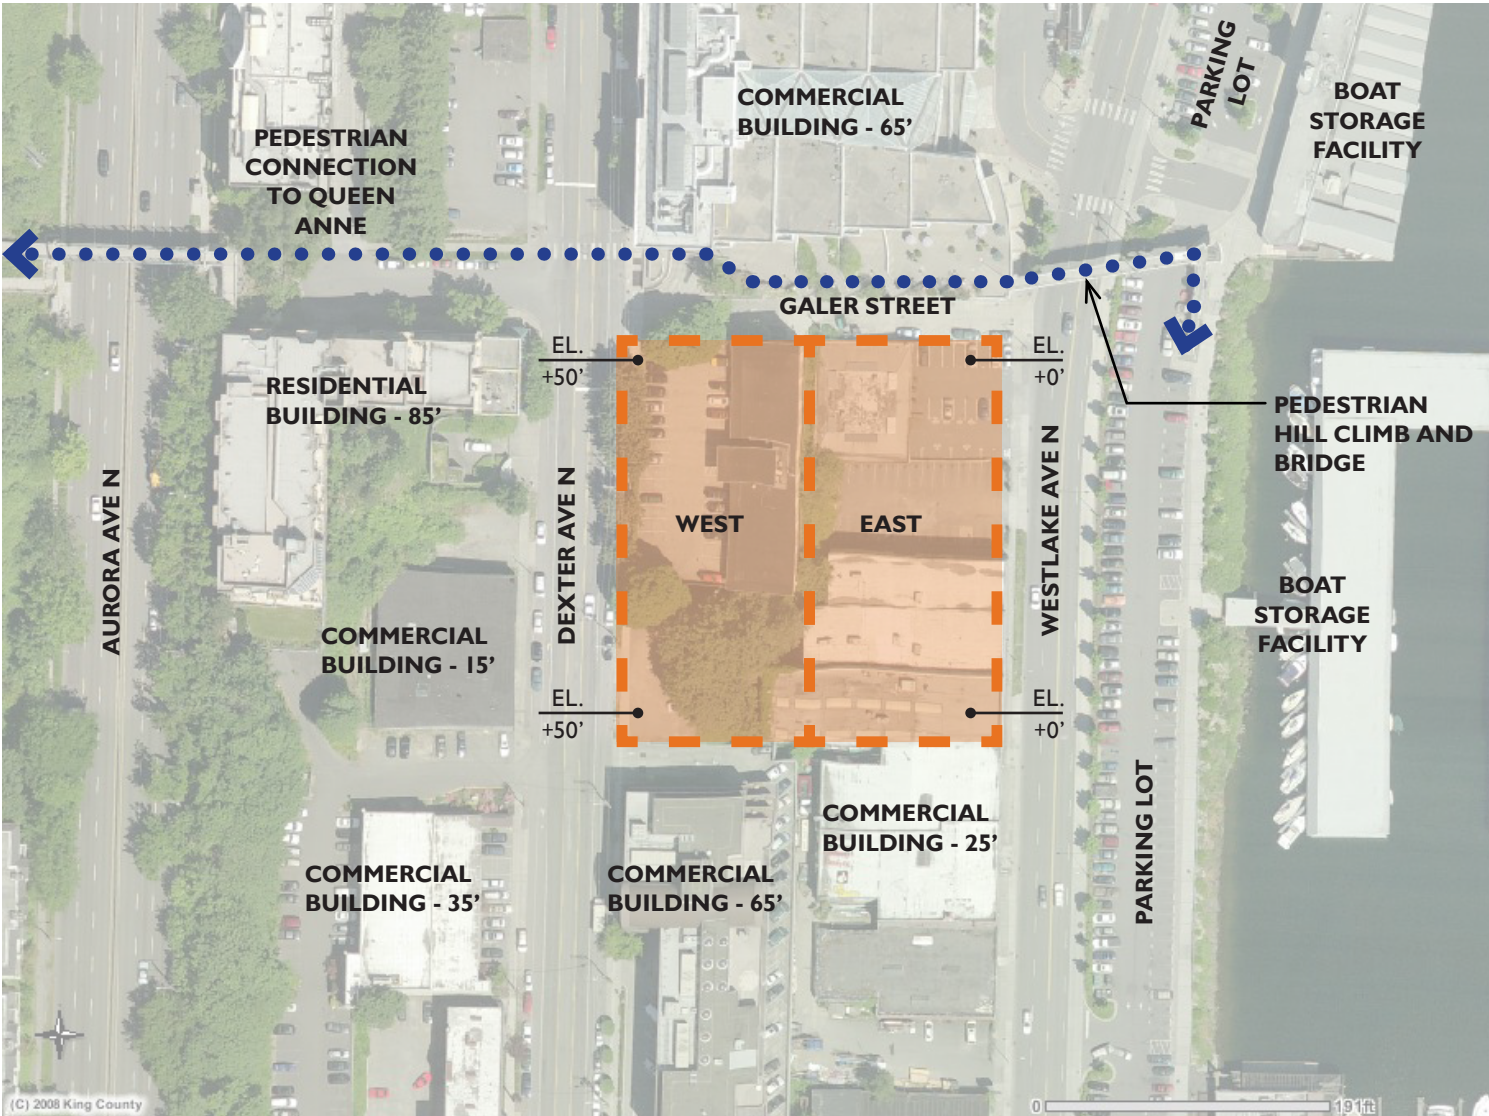 PARKING
LOT
COMMERCIAL
BUILDING - 65’
BOAT
STORAGE
FACILITY
PEDESTRIAN
CONNECTION
TO QUEEN
ANNE
GALER STREET
EL.
+50’
EL.
+0’
RESIDENTIAL
BUILDING - 85’
PEDESTRIAN
HILL CLIMB AND
BRIDGE
AURORA AVE N
DEXTER AVE N
WEST
EAST
WESTLAKE AVE N
BOAT
STORAGE
FACILITY
COMMERCIAL
BUILDING - 15’
EL.
+50’
EL.
+0’
COMMERCIAL
BUILDING - 25’
PARKING LOT
COMMERCIAL
BUILDING - 35’
COMMERCIAL
BUILDING - 65’
(C) 2008 King County
0 191ft